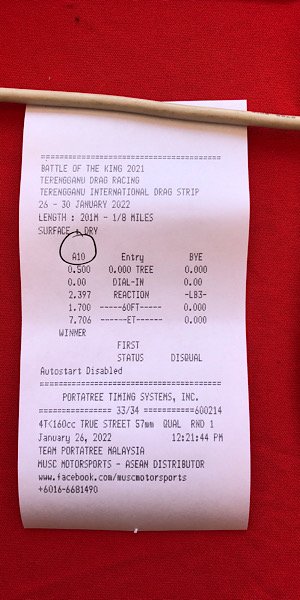 ========================================
BATTLE OF THE KING 2021
TERENGGANU DRAG RACING
TERENGGANU INTERNATIONAL DRAG STRIP
26 - 30 JANUARY 2022
LENGTH : 201M - 1/8 MILES
SURFACE : DRY
A10 Entry BYE
0.500 0.000 TREE 0.000
0.00 DIAL-IN 0.00
2.397 REACTION -LB3-
1.700 -----60FT----- 0.000
7.706 ------ET------ 0.000
WINNER
FIRST
STATUS DISQUAL
Autostart Disabled
========================================
PORTATREE TIMING SYSTEMS, INC.
================ 33/34 ===========600214
4T<160cc TRUE STREET 57mm QUAL RND 1
January 26, 2022 12:21:44 PM
TEAM PORTATREE MALAYSIA
MUSC MOTORSPORTS - ASEAN DISTRIBUTOR
www.facebook.com/muscmotorsports
+6016-6681490